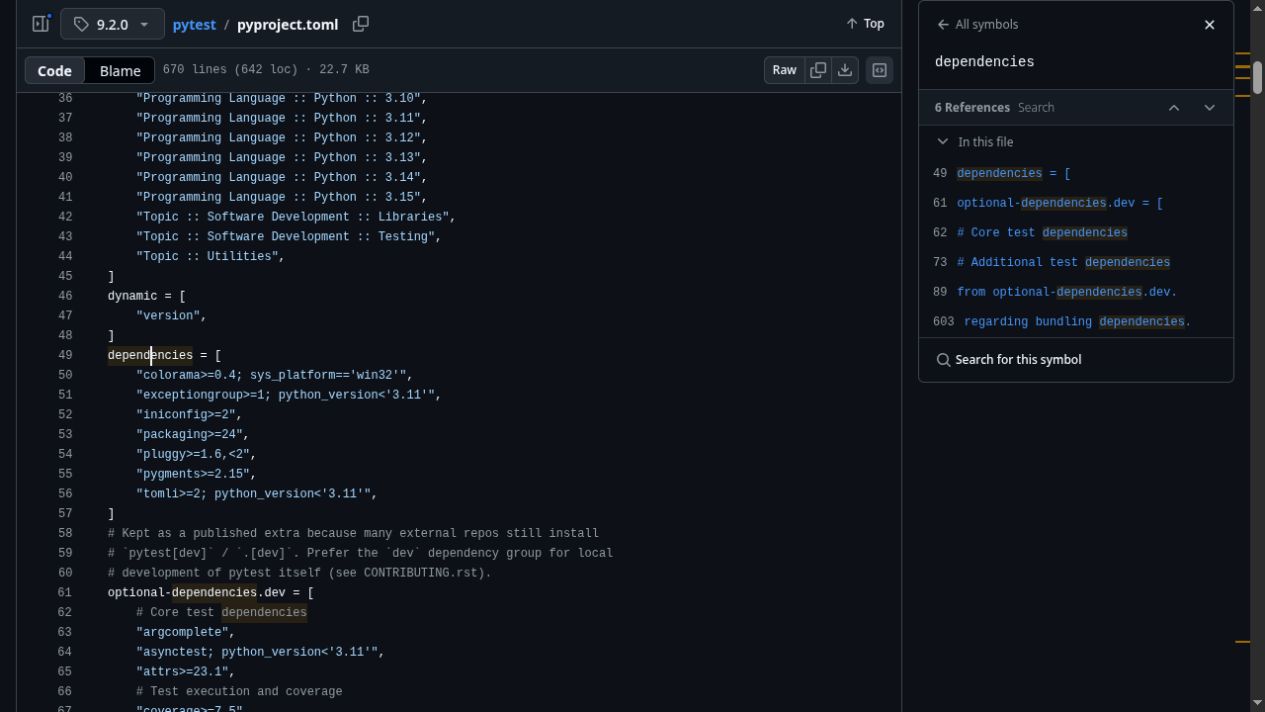 9.2.0
pytest / pyproject.toml
Top
Code Blame 670 lines (642 loc) · 22.7 KB
Raw
36 "Programming Language :: Python :: 3.10",
37 "Programming Language :: Python :: 3.11",
38 "Programming Language :: Python :: 3.12",
39 "Programming Language :: Python :: 3.13",
40 "Programming Language :: Python :: 3.14",
41 "Programming Language :: Python :: 3.15",
42 "Topic :: Software Development :: Libraries",
43 "Topic :: Software Development :: Testing",
44 "Topic :: Utilities",
45 ]
46 dynamic = [
47 "version",
48 ]
49 dependencies = [
50 "colorama>=0.4; sys_platform=='win32'",
51 "exceptiongroup>=1; python_version<'3.11'",
52 "iniconfig>=2",
53 "packaging>=24",
54 "pluggy>=1.6,<2",
55 "pygments>=2.15",
56 "tomli>=2; python_version<'3.11'",
57 ]
58 # Kept as a published extra because many external repos still install
59 # `pytest[dev]` / `.[dev]`. Prefer the `dev` dependency group for local
60 # development of pytest itself (see CONTRIBUTING.rst).
61 optional-dependencies.dev = [
62 # Core test dependencies
63 "argcomplete",
64 "asynctest; python_version<'3.11'",
65 "attrs>=23.1",
66 # Test execution and coverage
67 "coverage>=7.5",
All symbols
dependencies
6 References Search
In this file
49 dependencies = [
61 optional-dependencies.dev = [
62 # Core test dependencies
73 # Additional test dependencies
89 from optional-dependencies.dev.
603 regarding bundling dependencies.
Search for this symbol